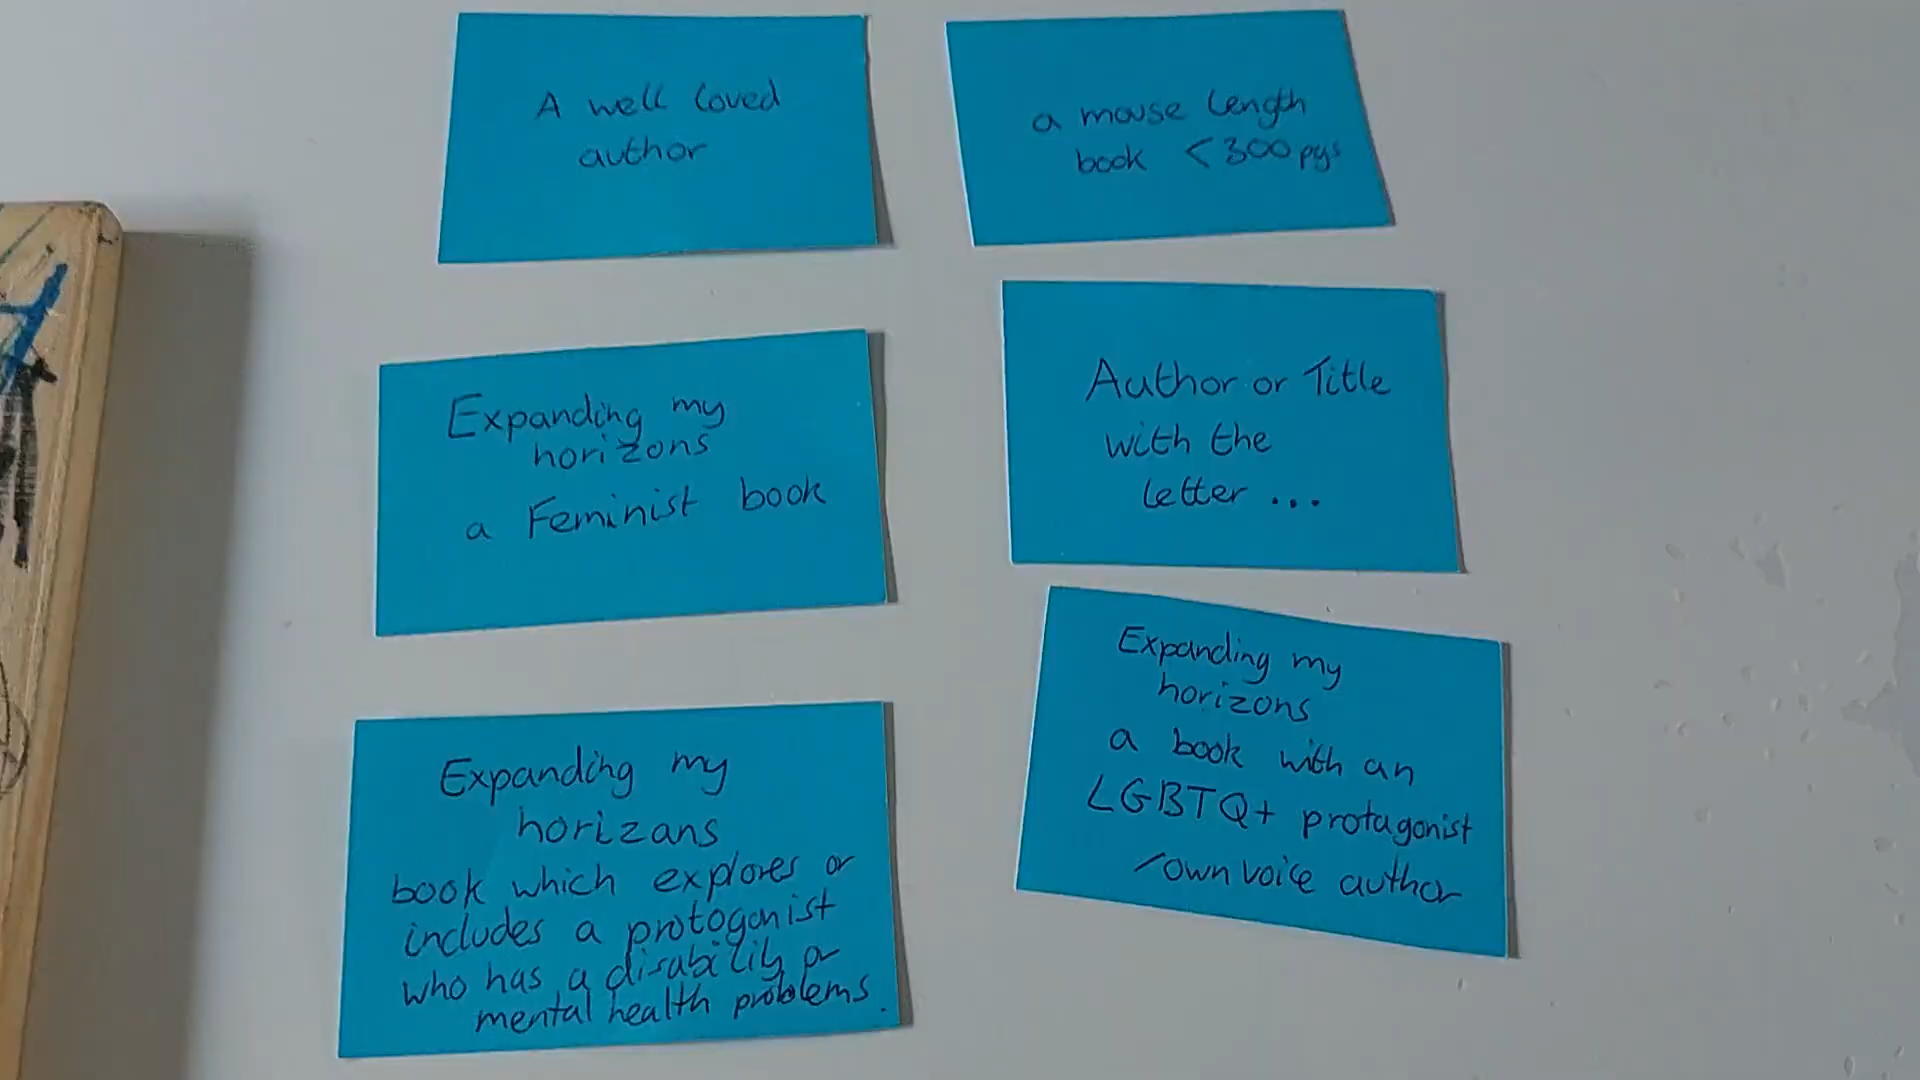 A well loved
author
a mouse length
book <300 pgs
Expanding my
horizons
a Feminist book
Author or Title
with the
letter ...
Expanding my
horizans
book which explores or
includes a protogonist
who has a disability or
mental health problems.
Expanding my
horizons
a book with an
LGBTQ+ protagonist
/own voice author